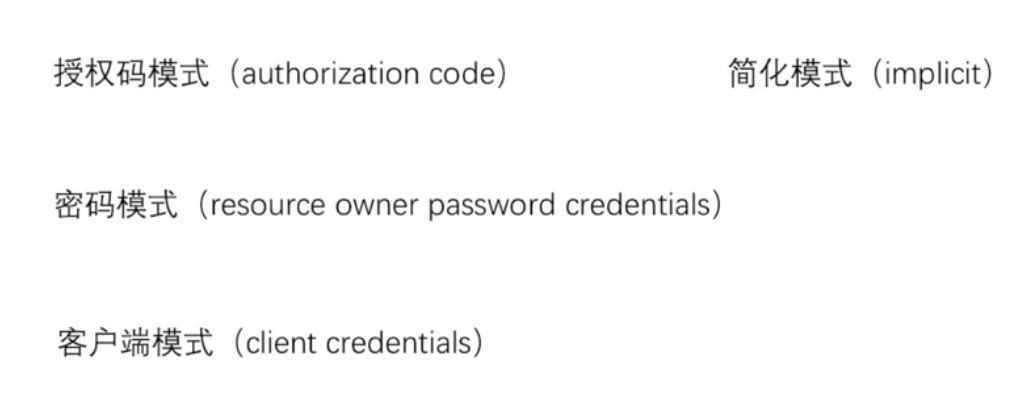 授权码模式（authorization code）
简化模式（implicit）
密码模式（resource owner password credentials）
客户端模式（client credentials）